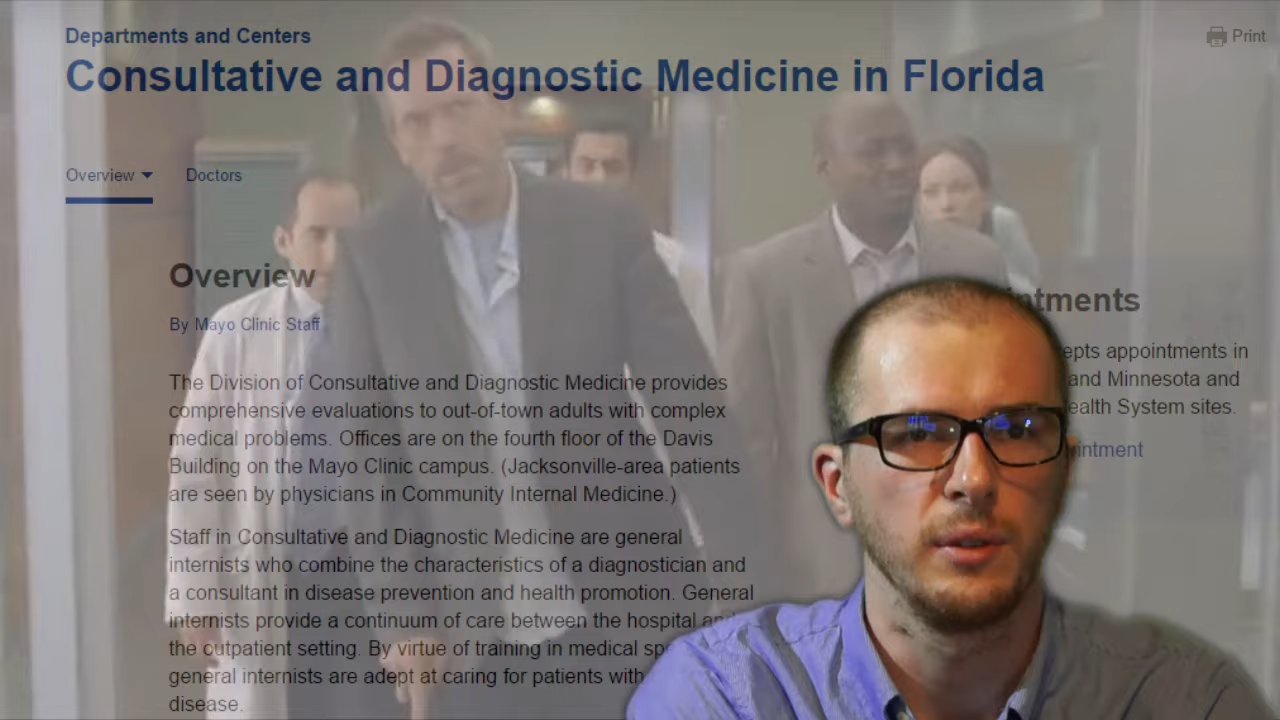 Departments and Centers
Print
Consultative and Diagnostic Medicine in Florida
Overview
Doctors
Overview
By Mayo Clinic Staff
The Division of Consultative and Diagnostic Medicine provides
comprehensive evaluations to out-of-town adults with complex
medical problems. Offices are on the fourth floor of the Davis
Building on the Mayo Clinic campus. (Jacksonville-area patients
are seen by physicians in Community Internal Medicine.)
Staff in Consultative and Diagnostic Medicine are general
internists who combine the characteristics of a diagnostician and
a consultant in disease prevention and health promotion. General
internists provide a continuum of care between the hospital and
the outpatient setting. By virtue of training in medical
general internists are adept at caring for patients with
disease.
appointments in
and Minnesota and
System sites.